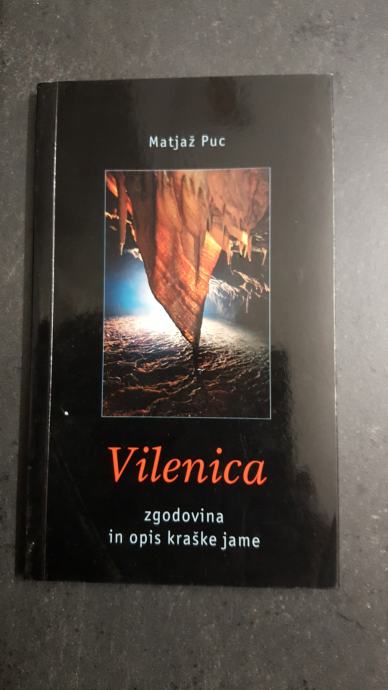 Matjaž Puc
Vilenica
zgodovina
in opis kraške jame